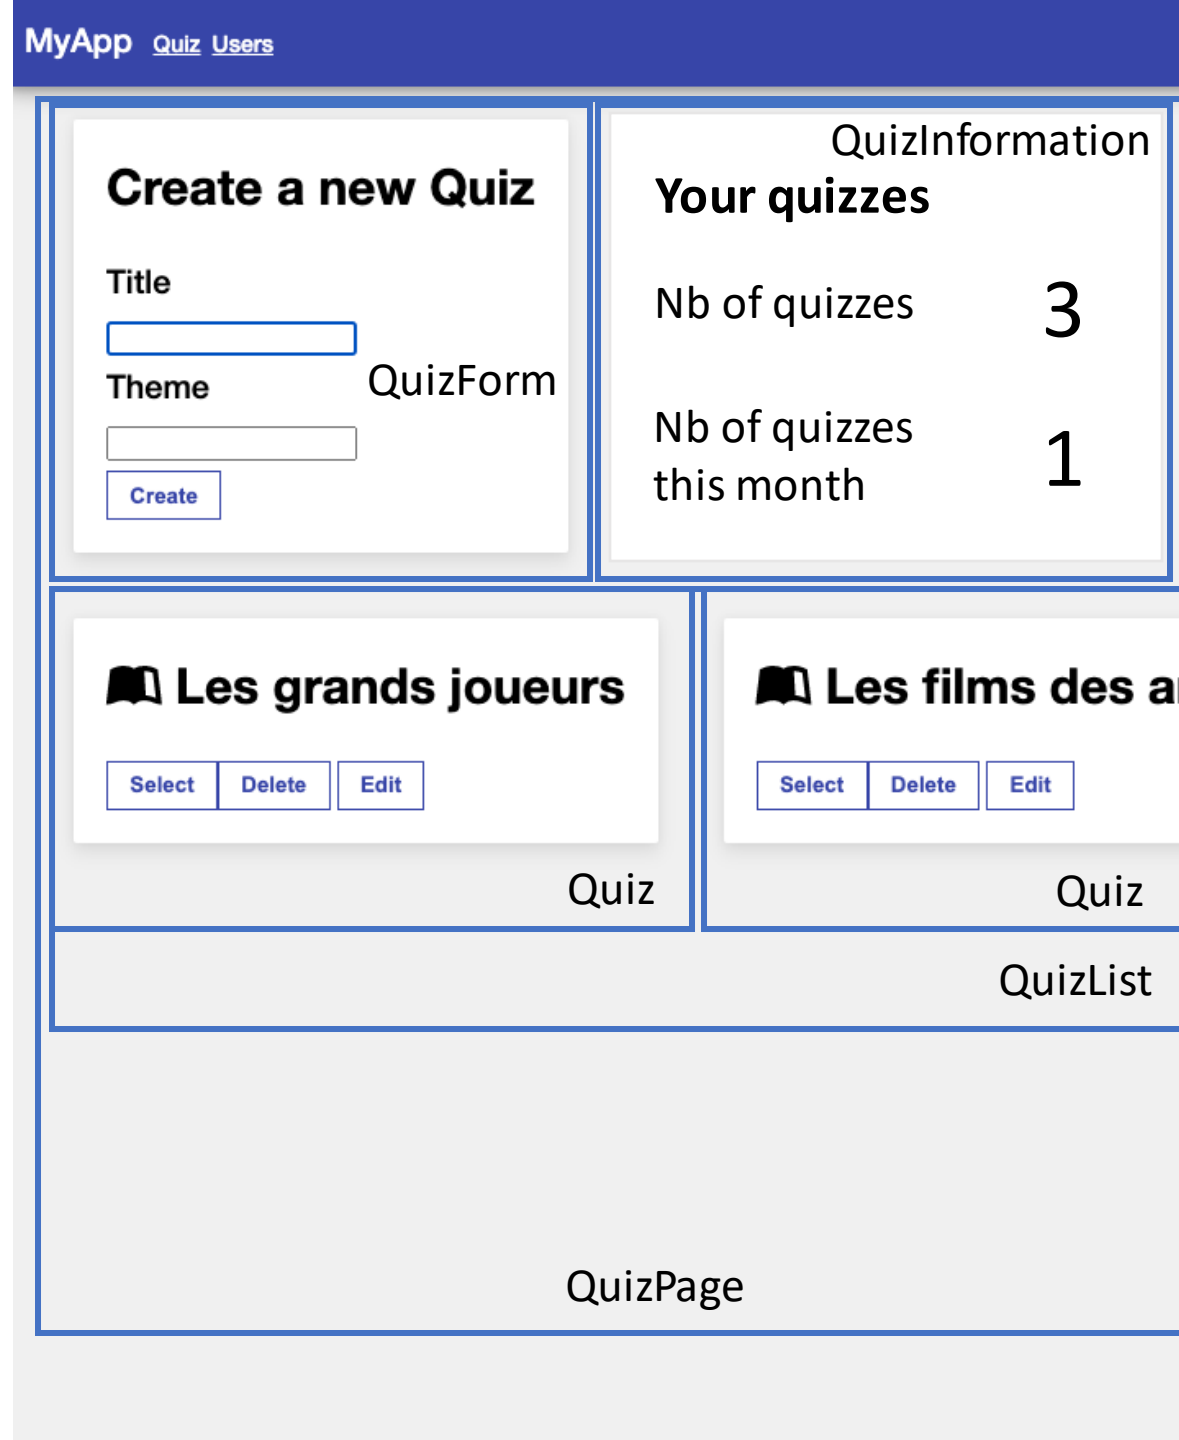 MyApp Quiz Users
Create a new Quiz
Title
Theme
QuizForm
Create
QuizInformation
Your quizzes
Nb of quizzes 3
Nb of quizzes
this month 1
Les grands joueurs
Select Delete Edit
Quiz
Les films des
Select Delete Edit
Quiz
QuizList
QuizPage